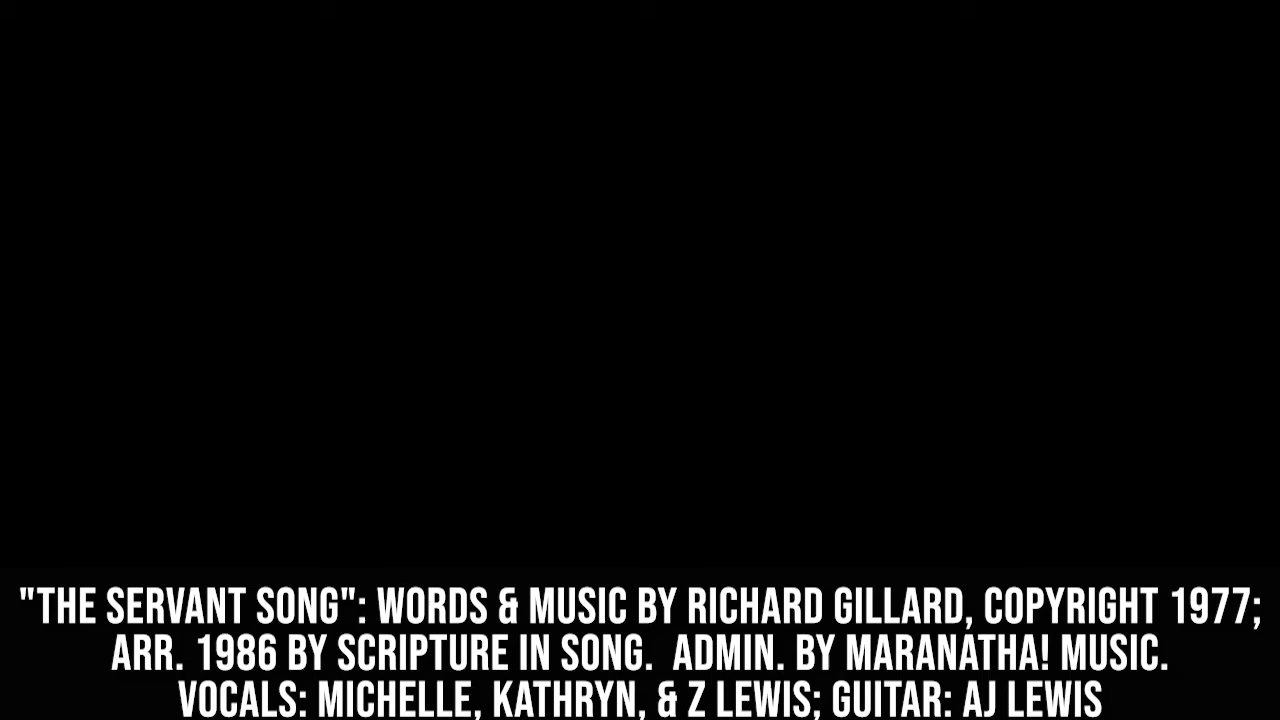 "THE SERVANT SONG": WORDS & MUSIC BY RICHARD GILLARD, COPYRIGHT 1977;
ARR. 1986 BY SCRIPTURE IN SONG.  ADMIN. BY MARANATHA! MUSIC.
VOCALS: MICHELLE, KATHRYN, & Z LEWIS; GUITAR: AJ LEWIS